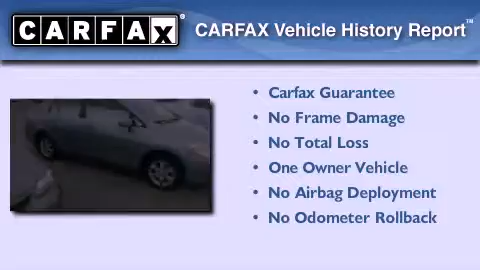 CARFAX®
CARFAX Vehicle History Report™
• Carfax Guarantee
• No Frame Damage
• No Total Loss
• One Owner Vehicle
• No Airbag Deployment
• No Odometer Rollback